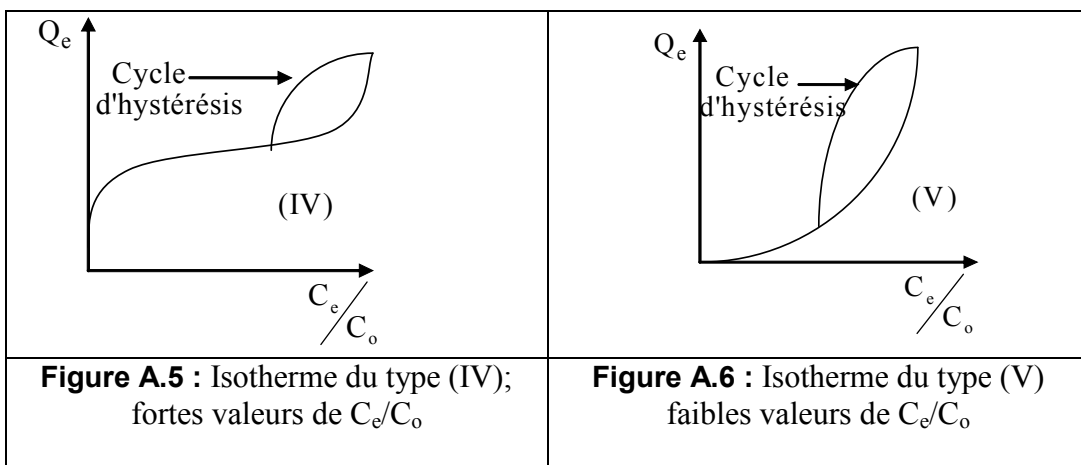 Qₑ
Cycle
d'hystérésis
(IV)
Cₑ/Cₒ
Figure A.5 : Isotherme du type (IV);
fortes valeurs de Cₑ/Cₒ
Qₑ
Cycle
d'hystérésis
(V)
Cₑ/Cₒ
Figure A.6 : Isotherme du type (V)
faibles valeurs de Cₑ/Cₒ